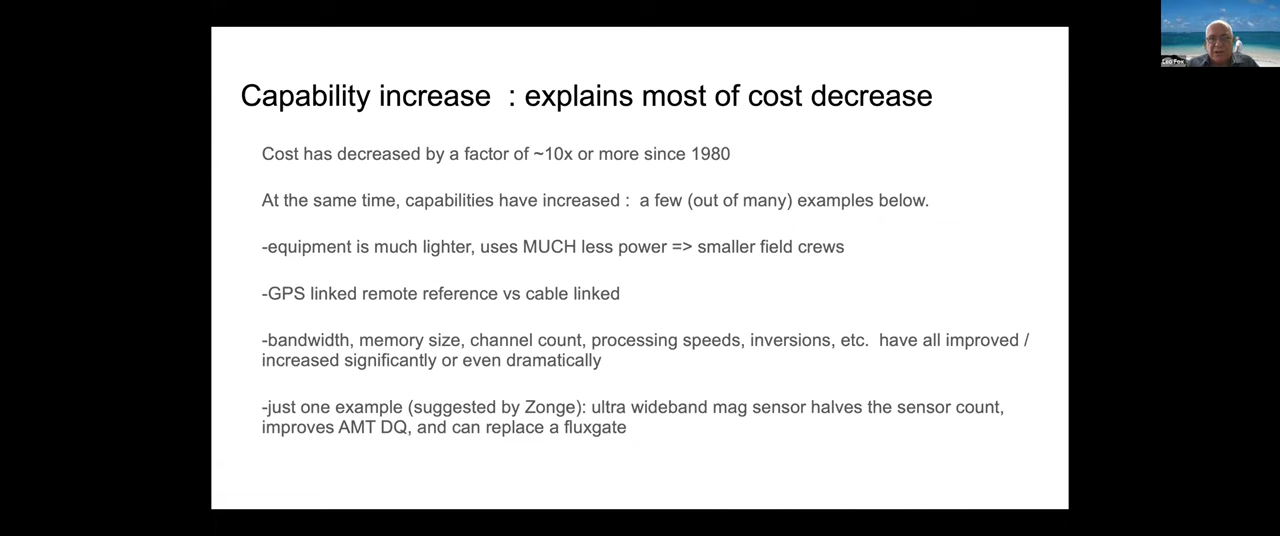 Capability increase : explains most of cost decrease
Cost has decreased by a factor of ~10x or more since 1980
At the same time, capabilities have increased : a few (out of many) examples below.
-equipment is much lighter, uses MUCH less power => smaller field crews
-GPS linked remote reference vs cable linked
-bandwidth, memory size, channel count, processing speeds, inversions, etc. have all improved /
increased significantly or even dramatically
-just one example (suggested by Zonge): ultra wideband mag sensor halves the sensor count,
improves AMT DQ, and can replace a fluxgate
Leo Fox